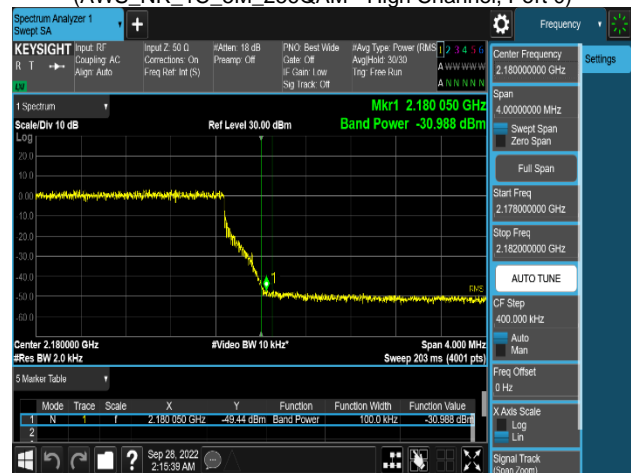 Spectrum Analyzer 1
Swept SA
Frequency
Settings
KEYSIGHT
R T
LW
Input: RF
Coupling: AC
Align: Auto
Input Z: 50 Ω
Corrections: On
Freq Ref: Int (S)
#Atten: 18 dB
Preamp: Off
PNO: Best Wide
Gate: Off
IF Gain: Low
Sig Track: Off
#Avg Type: Power (RMS
Avg|Hold: 30/30
Trig: Free Run
1 2 3 4 5 6
A W W W W W
A N N N N N
1 Spectrum
Scale/Div 10 dB
Ref Level 30.00 dBm
Mkr1 2.180 050 GHz
Band Power -30.988 dBm
Log
20.0
10.0
0.00
-10.0
-20.0
-30.0
-40.0
-50.0
-60.0
1
RMS
Center 2.180000 GHz
#Video BW 10 kHz*
Span 4.000 MHz
#Res BW 2.0 kHz
Sweep 203 ms (4001 pts)
5 Marker Table
Mode Trace Scale X Y Function Function Width Function Value
1 N 1 f 2.180 050 GHz -49.44 dBm Band Power 100.0 kHz -30.988 dBm
2
Sep 28, 2022
2:15:39 AM
Center Frequency
2.180000000 GHz
Span
4.00000000 MHz
Swept Span
Zero Span
Full Span
Start Freq
2.178000000 GHz
Stop Freq
2.182000000 GHz
AUTO TUNE
CF Step
400.000 kHz
Auto
Man
Freq Offset
0 Hz
X Axis Scale
Log
Lin
Signal Track
(Span Zoom)